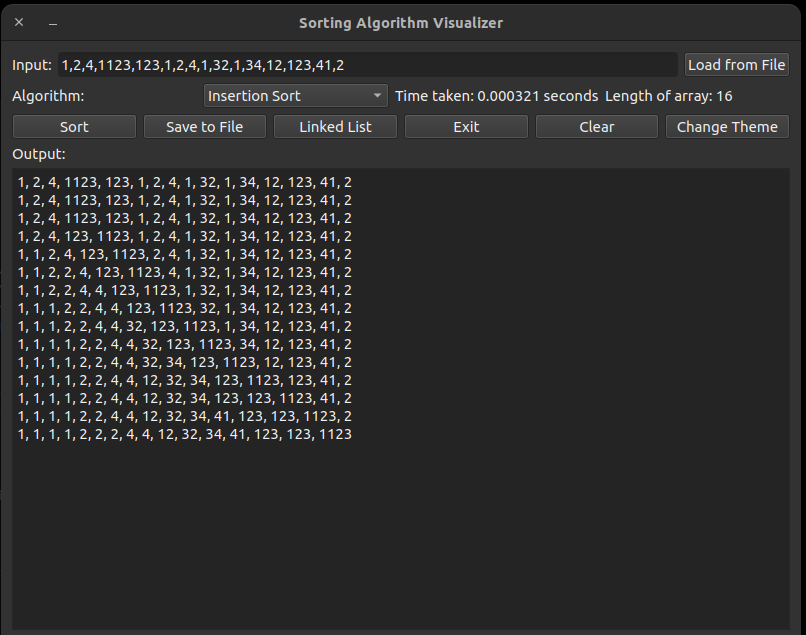 Sorting Algorithm Visualizer
Input: 1,2,4,1123,123,1,2,4,1,32,1,34,12,123,41,2 Load from File
Algorithm: Insertion Sort Time taken: 0.000321 seconds Length of array: 16
Sort Save to File Linked List Exit Clear Change Theme
Output:
1, 2, 4, 1123, 123, 1, 2, 4, 1, 32, 1, 34, 12, 123, 41, 2
1, 2, 4, 1123, 123, 1, 2, 4, 1, 32, 1, 34, 12, 123, 41, 2
1, 2, 4, 1123, 123, 1, 2, 4, 1, 32, 1, 34, 12, 123, 41, 2
1, 2, 4, 123, 1123, 1, 2, 4, 1, 32, 1, 34, 12, 123, 41, 2
1, 1, 2, 4, 123, 1123, 2, 4, 1, 32, 1, 34, 12, 123, 41, 2
1, 1, 2, 2, 4, 123, 1123, 4, 1, 32, 1, 34, 12, 123, 41, 2
1, 1, 2, 2, 4, 4, 123, 1123, 1, 32, 1, 34, 12, 123, 41, 2
1, 1, 1, 2, 2, 4, 4, 123, 1123, 32, 1, 34, 12, 123, 41, 2
1, 1, 1, 2, 2, 4, 4, 32, 123, 1123, 1, 34, 12, 123, 41, 2
1, 1, 1, 1, 2, 2, 4, 4, 32, 123, 1123, 34, 12, 123, 41, 2
1, 1, 1, 1, 2, 2, 4, 4, 32, 34, 123, 1123, 12, 123, 41, 2
1, 1, 1, 1, 2, 2, 4, 4, 12, 32, 34, 123, 1123, 123, 41, 2
1, 1, 1, 1, 2, 2, 4, 4, 12, 32, 34, 123, 123, 1123, 41, 2
1, 1, 1, 1, 2, 2, 4, 4, 12, 32, 34, 41, 123, 123, 1123, 2
1, 1, 1, 1, 2, 2, 2, 4, 4, 12, 32, 34, 41, 123, 123, 1123